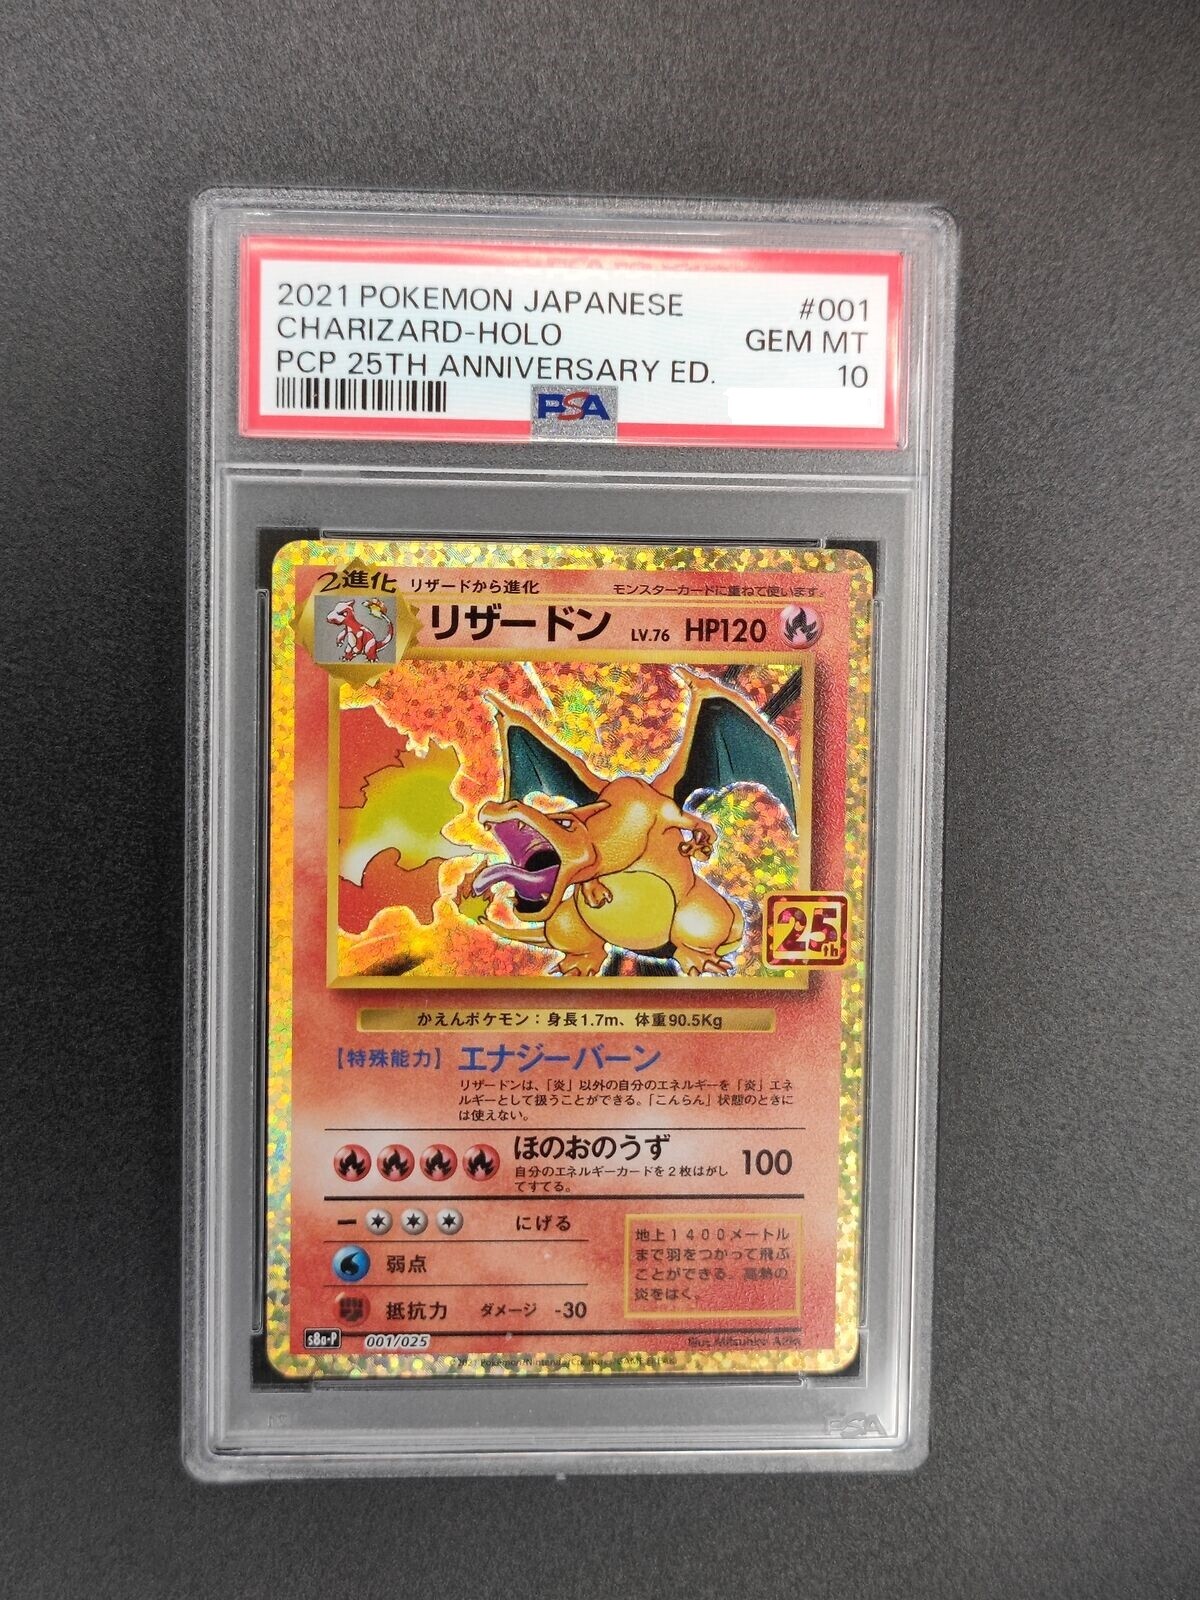 2021 POKEMON JAPANESE #001
CHARIZARD-HOLO GEM MT
PCP 25TH ANNIVERSARY ED. 10
PSA
2進化 リザードから進化 モンスターカードに重ねて使います。
リザードン LV.76 HP120
25th
かえんポケモン：身長1.7m、体重90.5Kg
【特殊能力】 エナジーバーン
リザードンは、「炎」以外の自分のエネルギーを「炎」エネ
ルギーとして扱うことができる。「こんらん」状態のときに
は使えない。
ほのおのうず 100
自分のエネルギーカードを2枚はがし
てすてる。
ー にげる
弱点
抵抗力 ダメージ -30
地上1400メートル
まで羽をつかって飛ぶ
ことができる。高熱の
炎をはく。
s8a-P 001/025
Illus. Mitsuhiro Arita
©2021 Pokémon/Nintendo/Creatures/GAME FREAK
PSA